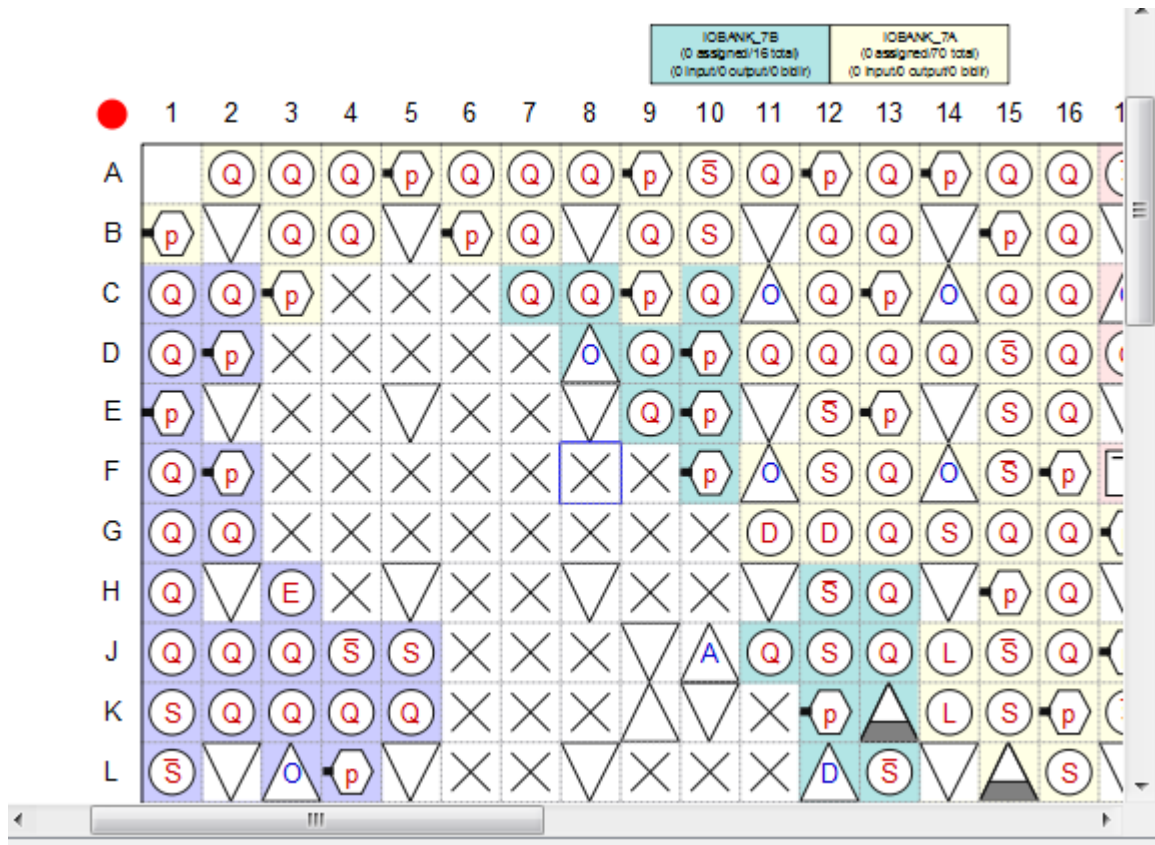 IOBANK_7B
(0 assigned/16 total)
(0 input/0 output/0 bidir)
IOBANK_7A
(0 assigned/70 total)
(0 input/0 output/0 bidir)
1 2 3 4 5 6 7 8 9 10 11 12 13 14 15 16 1
A Q Q Q p Q Q Q p S̅ Q p Q p Q Q
B p Q Q p Q Q S Q Q p Q
C Q Q p Q Q p Q O Q p O Q Q
D Q p O Q p Q Q Q Q S̅ Q
E p Q p S̅ p S Q
F Q p p O S Q O S̅ p
G Q Q D D Q S Q Q
H Q E S̅ Q p Q
J Q Q Q S̅ S A Q S Q L S̅ Q
K S Q Q Q Q p L S p
L S̅ O p D S̅ S